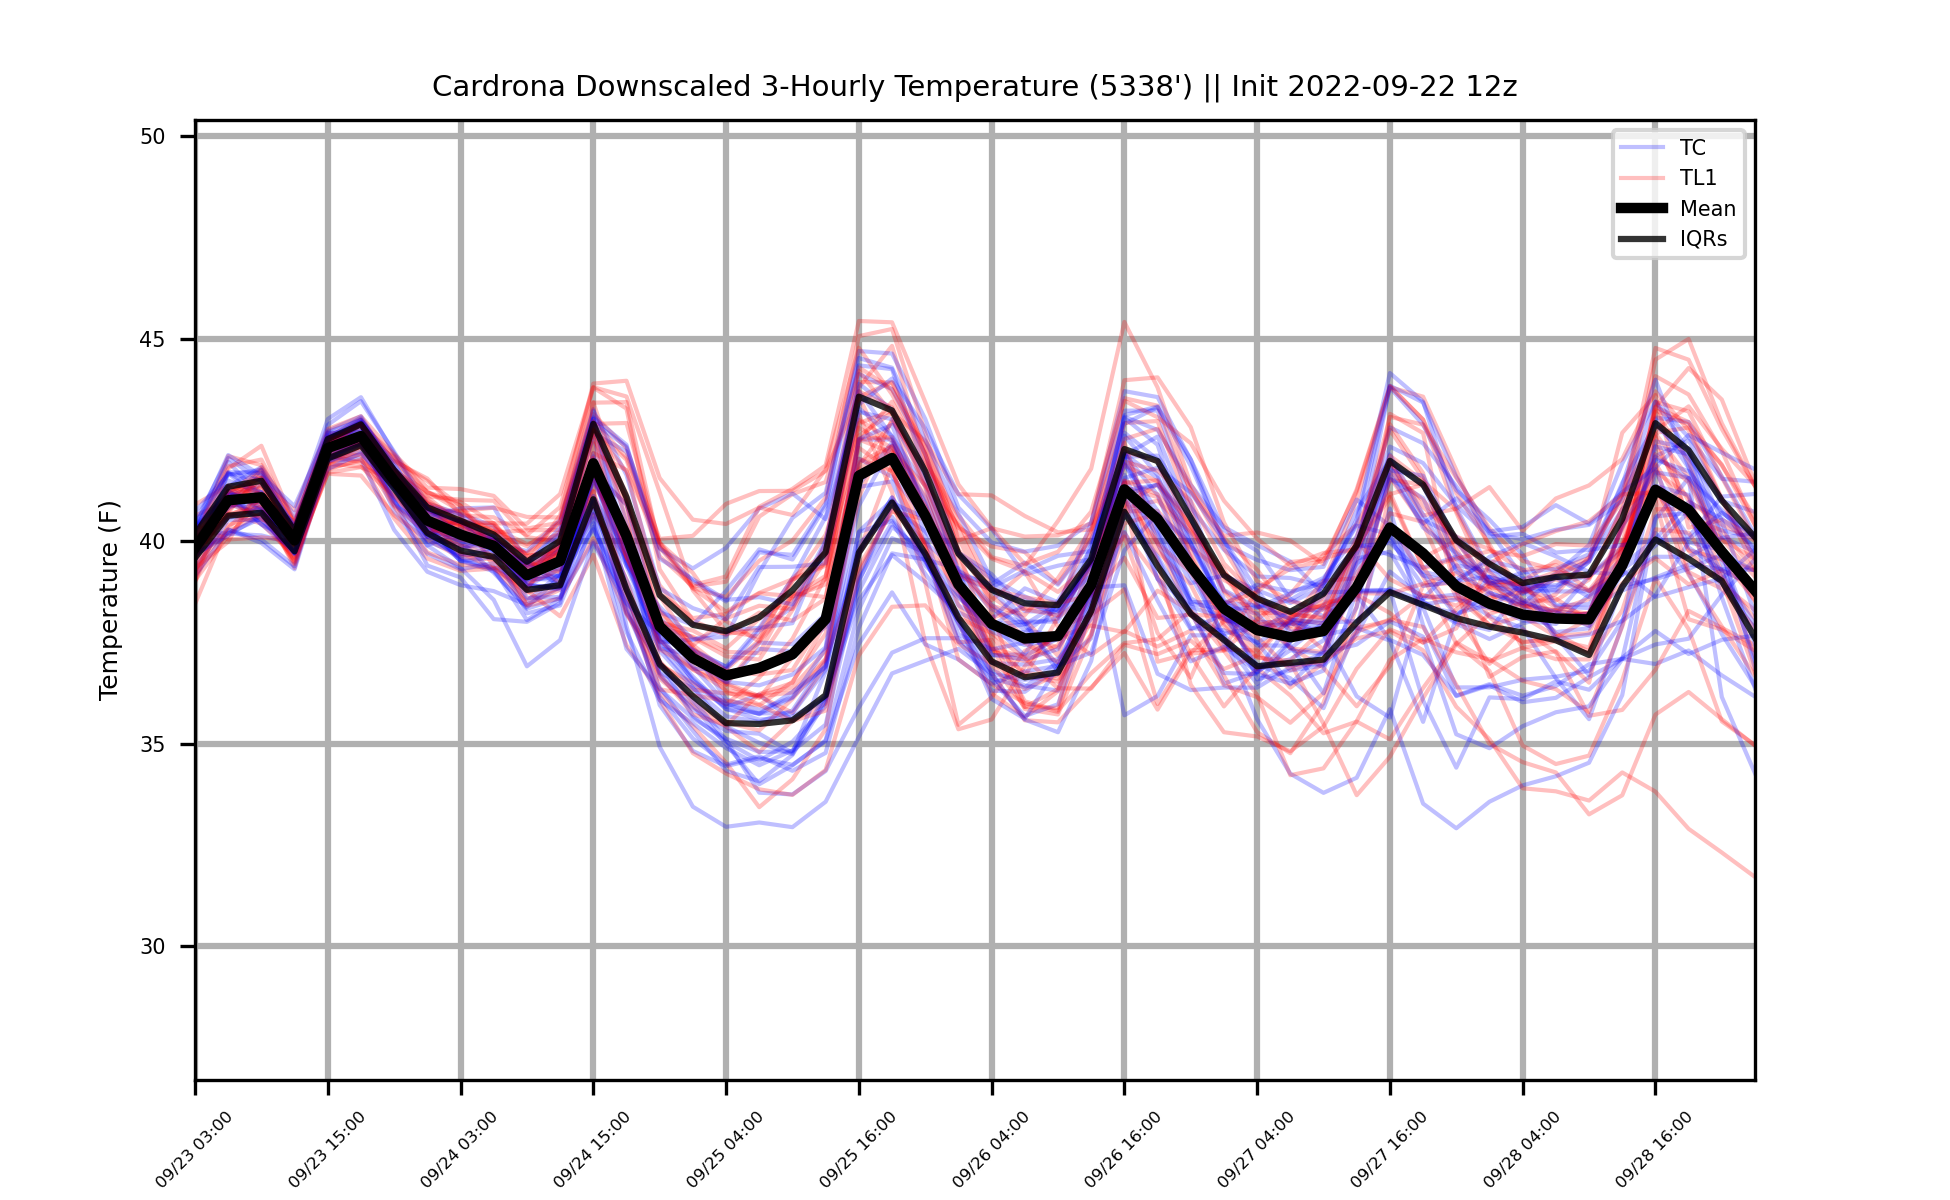 Cardrona Downscaled 3-Hourly Temperature (5338') || Init 2022-09-22 12z
TC
TL1
Mean
IQRs
Temperature (F)
50
45
40
35
30
09/23 03:00
09/23 15:00
09/24 03:00
09/24 15:00
09/25 04:00
09/25 16:00
09/26 04:00
09/26 16:00
09/27 04:00
09/27 16:00
09/28 04:00
09/28 16:00